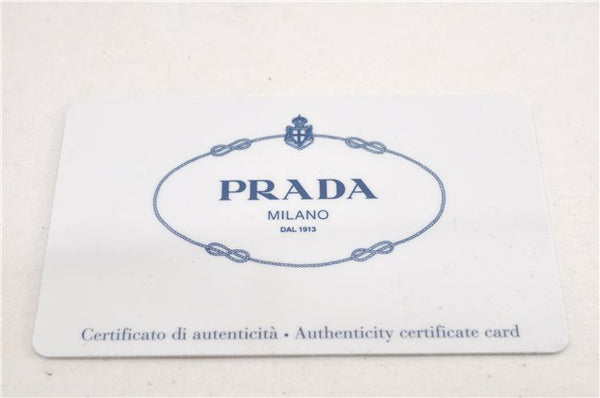 PRADA
MILANO
DAL 1913
Certificato di autenticità • Authenticity certificate card